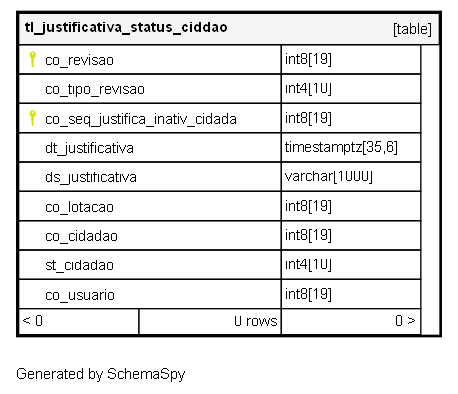 tl_justificativa_status_ciddao [table]
co_revisao int8[19]
co_tipo_revisao int4[10]
co_seq_justifica_inativ_cidada int8[19]
dt_justificativa timestamptz[35,6]
ds_justificativa varchar[1000]
co_lotacao int8[19]
co_cidadao int8[19]
st_cidadao int4[10]
co_usuario int8[19]
< 0 0 rows 0 >
Generated by SchemaSpy